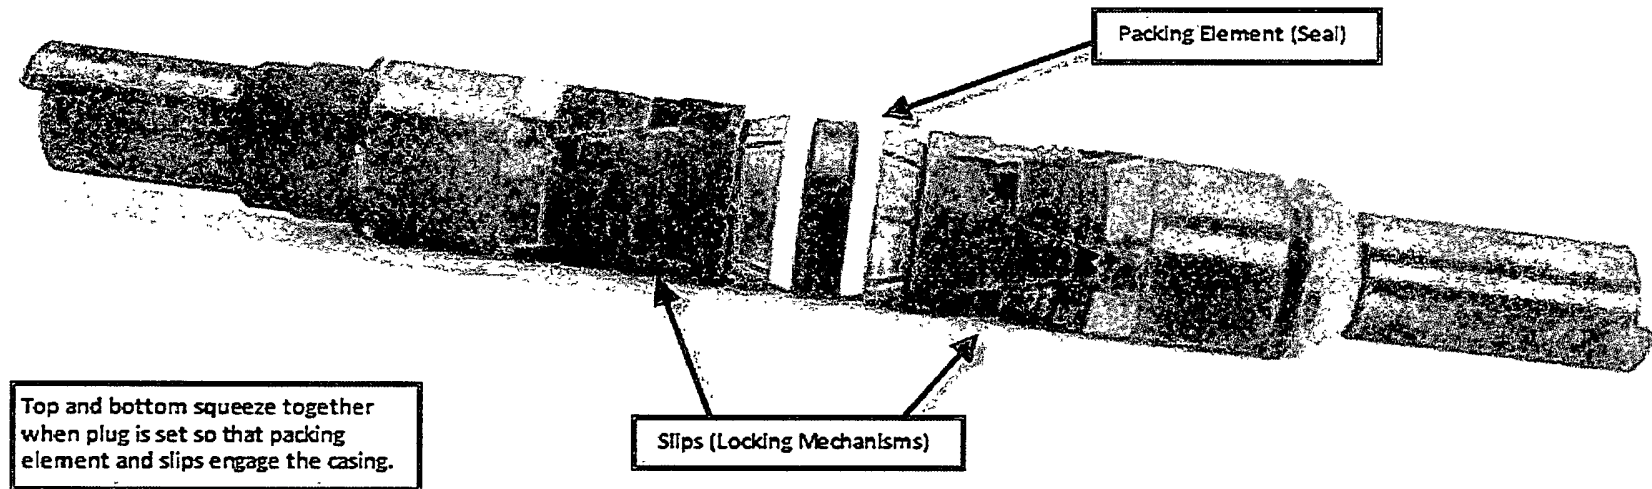 Packing Element (Seal)
Top and bottom squeeze together
when plug is set so that packing
element and slips engage the casing.
Slips (Locking Mechanisms)